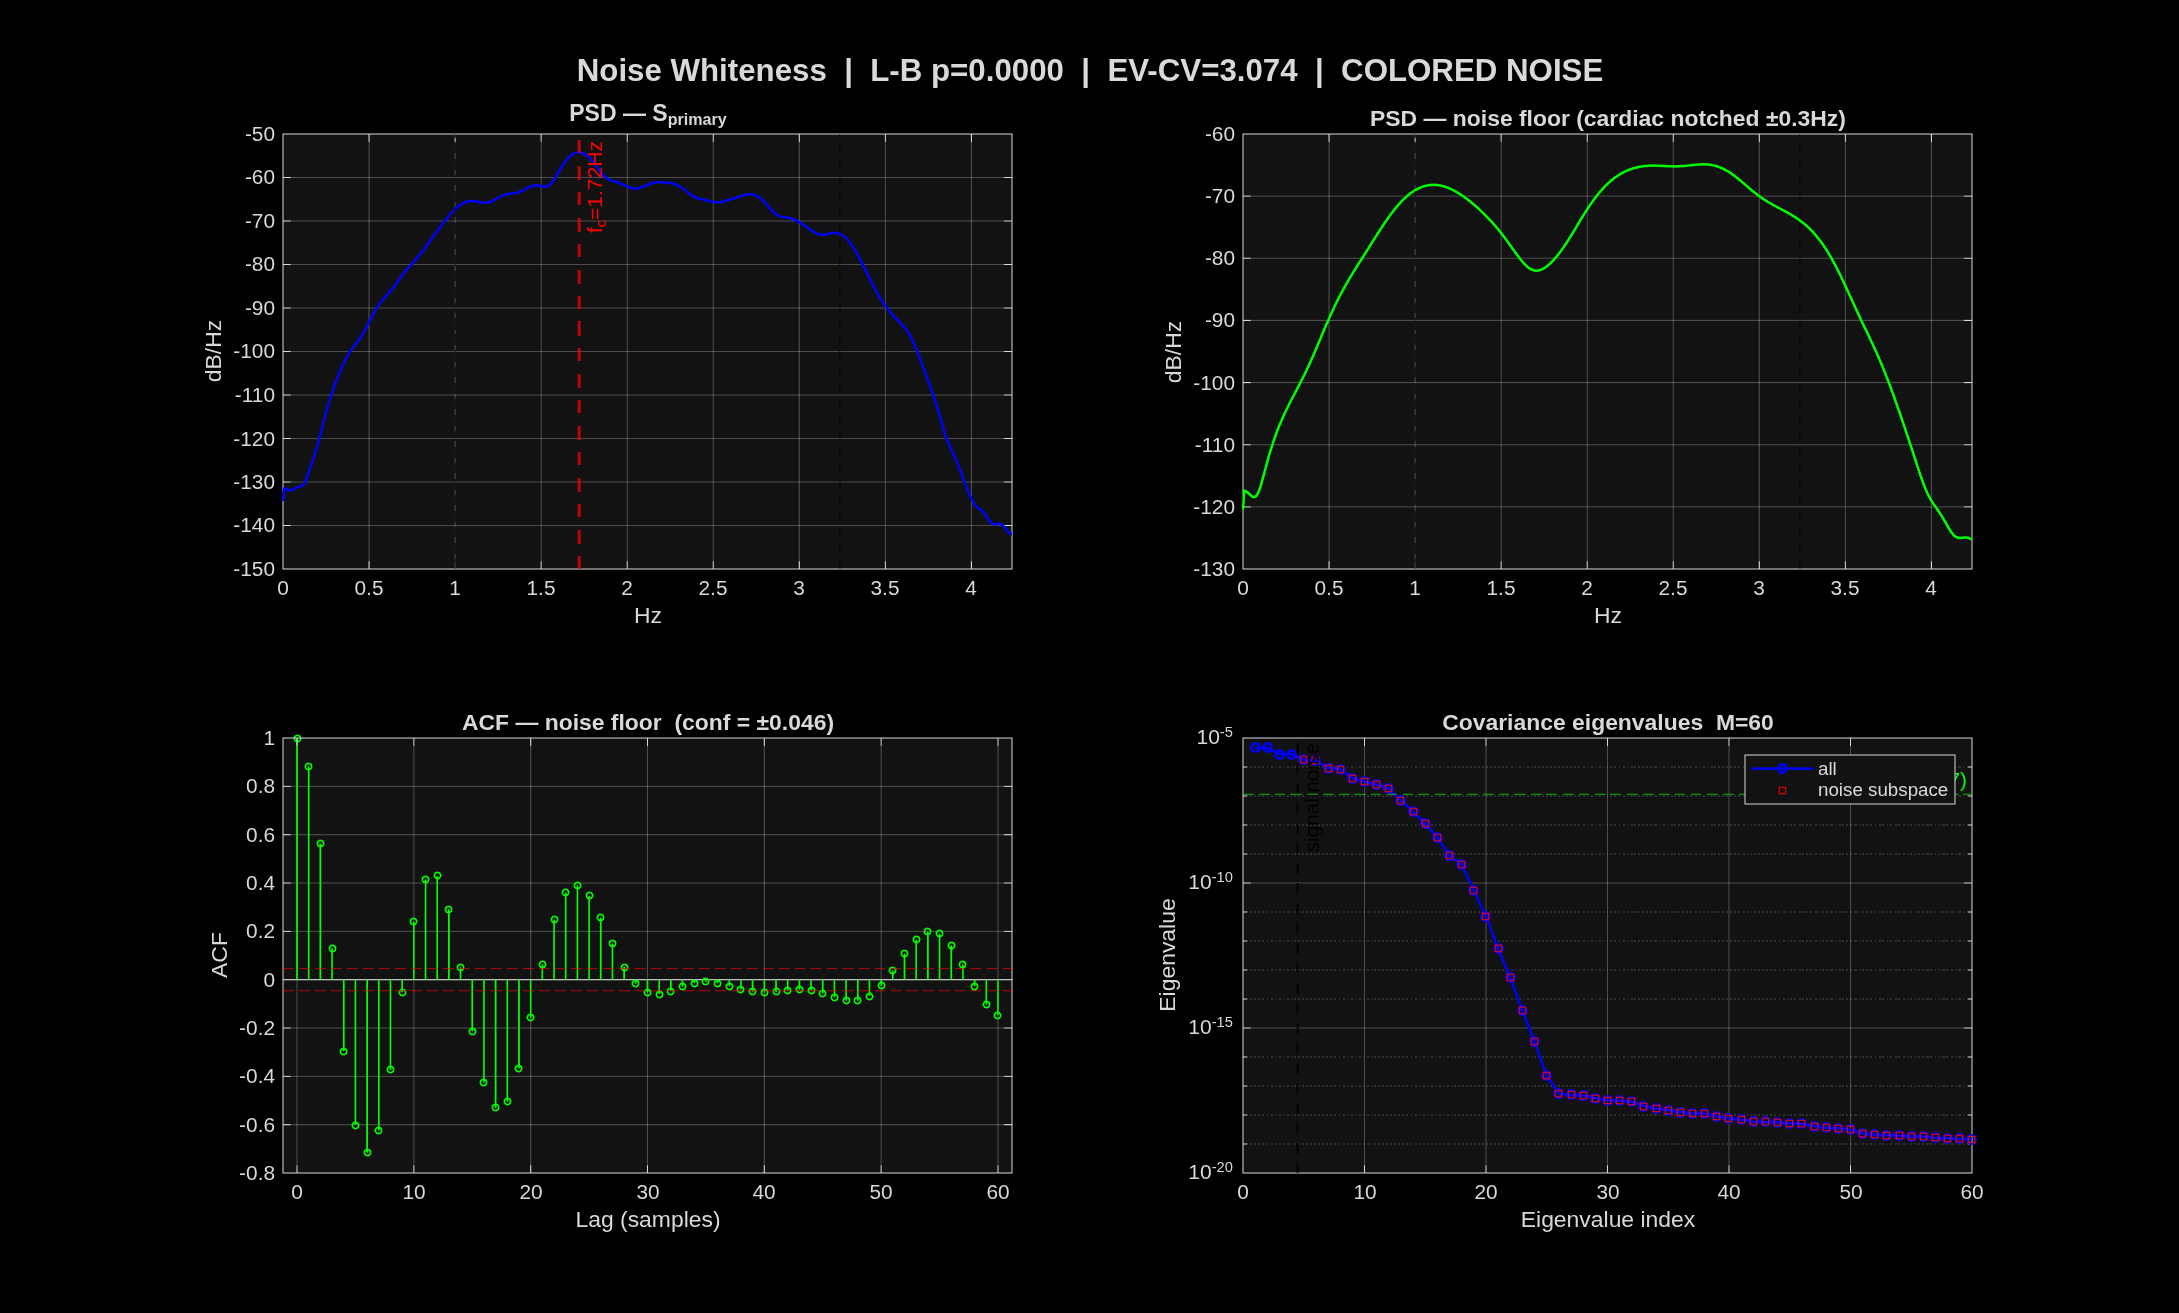 Noise Whiteness | L-B p=0.0000 | EV-CV=3.074 | COLORED NOISE
PSD — Sprimary
-50
-60
-70
-80
-90
-100
-110
-120
-130
-140
-150
dB/Hz
fc=1.72Hz
0 0.5 1 1.5 2 2.5 3 3.5 4
Hz
PSD — noise floor (cardiac notched ±0.3Hz)
-60
-70
-80
-90
-100
-110
-120
-130
dB/Hz
0 0.5 1 1.5 2 2.5 3 3.5 4
Hz
ACF — noise floor (conf = ±0.046)
1
0.8
0.6
0.4
0.2
0
-0.2
-0.4
-0.6
-0.8
ACF
0 10 20 30 40 50 60
Lag (samples)
Covariance eigenvalues M=60
10-5
10-10
10-15
10-20
Eigenvalue
all
noise subspace
0 10 20 30 40 50 60
Eigenvalue index